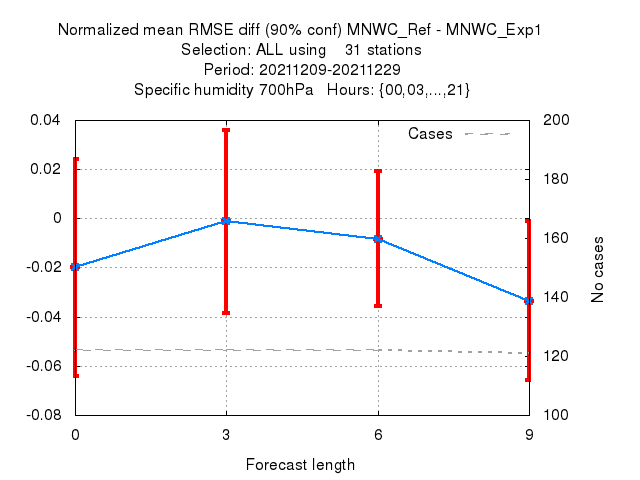 Normalized mean RMSE diff (90% conf) MNWC_Ref - MNWC_Exp1
Selection: ALL using 31 stations
Period: 20211209-20211229
Specific humidity 700hPa Hours: {00,03,...,21}
0.04
0.02
0
-0.02
-0.04
-0.06
-0.08
200
180
160
140
120
100
Cases
No cases
0 3 6 9
Forecast length